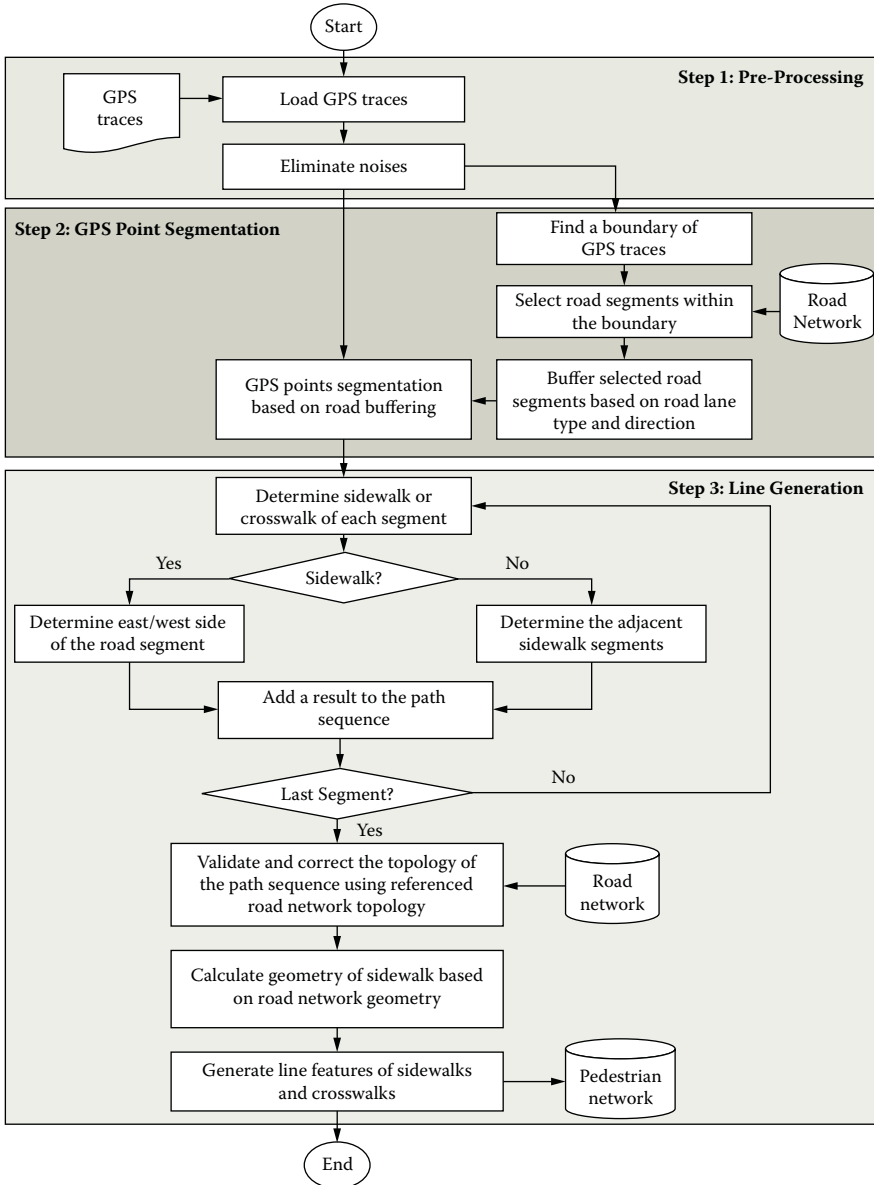 Start
Step 1: Pre-Processing
GPS
traces
Load GPS traces
Eliminate noises
Step 2: GPS Point Segmentation
Find a boundary of
GPS traces
Select road segments within
the boundary
Road
Network
GPS points segmentation
based on road buffering
Buffer selected road
segments based on road lane
type and direction
Step 3: Line Generation
Determine sidewalk or
crosswalk of each segment
Yes
Sidewalk?
No
Determine east/west side
of the road segment
Determine the adjacent
sidewalk segments
Add a result to the path
sequence
Last Segment?
No
Yes
Validate and correct the topology of
the path sequence using referenced
road network topology
Road
network
Calculate geometry of sidewalk based
on road network geometry
Generate line features of sidewalks
and crosswalks
Pedestrian
network
End